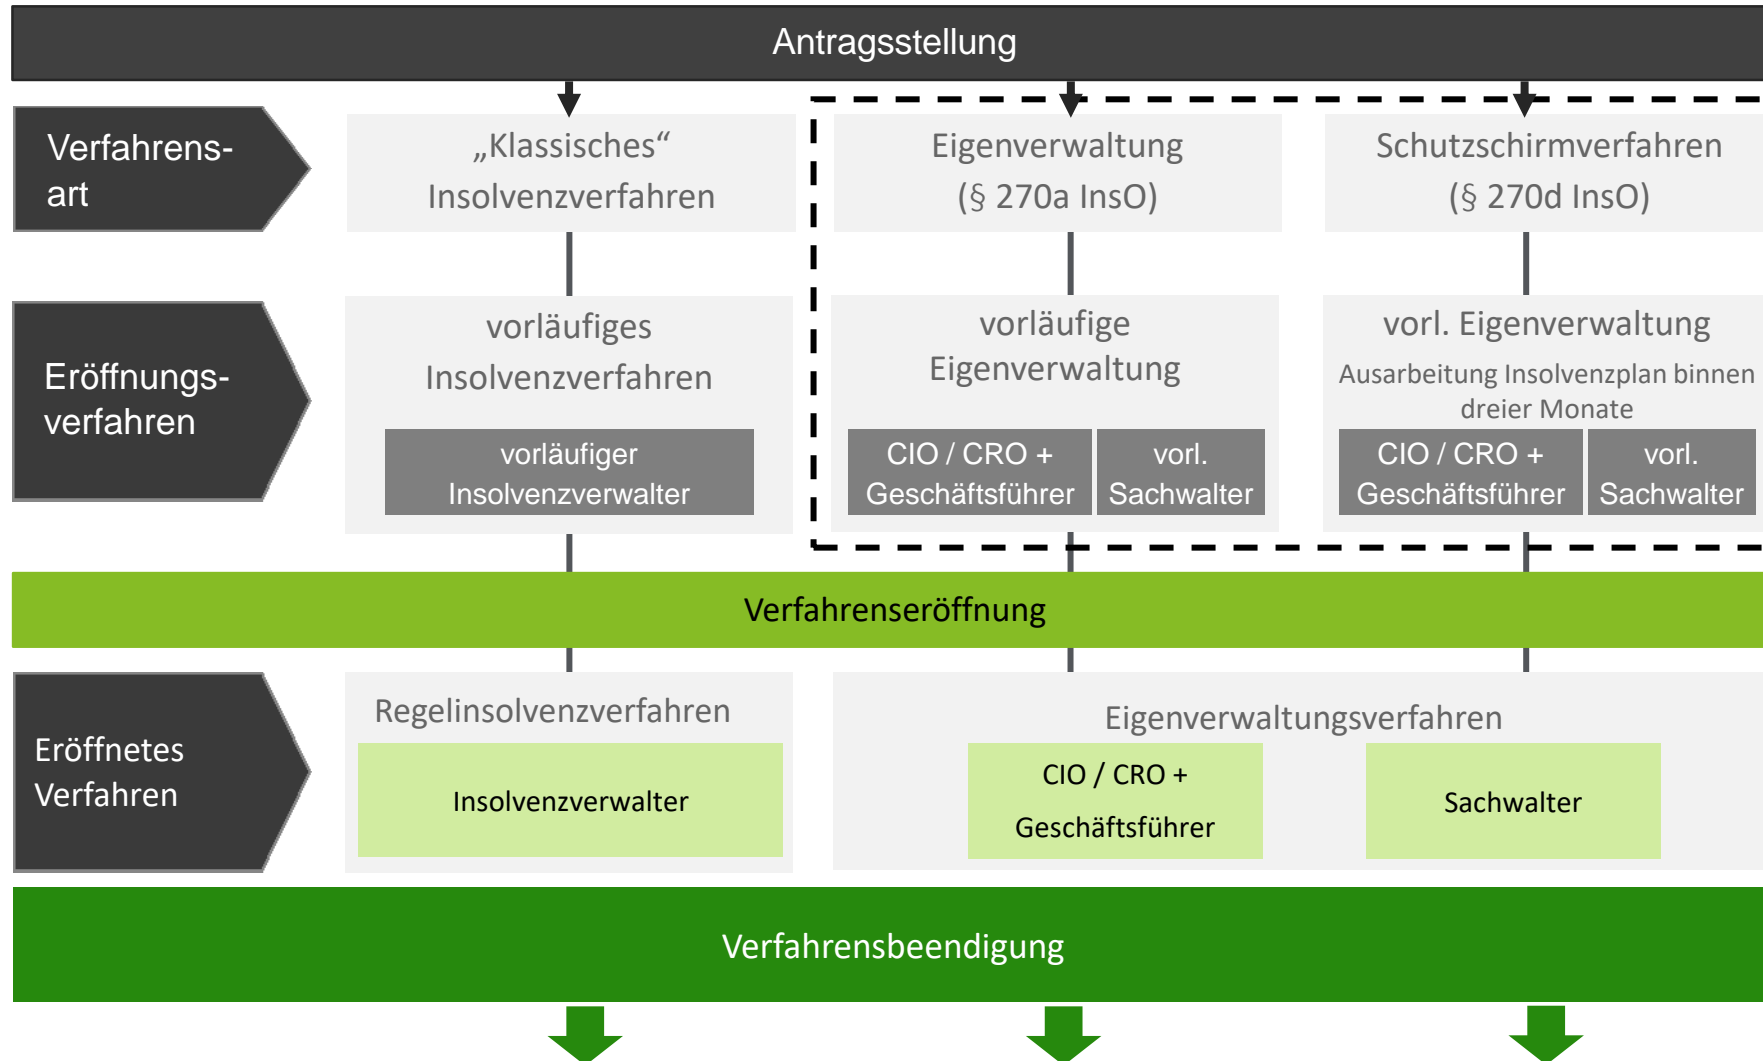 Antragsstellung
Verfahrens-
art
„Klassisches“
Insolvenzverfahren
Eigenverwaltung
(§ 270a InsO)
Schutzschirmverfahren
(§ 270d InsO)
Eröffnungs-
verfahren
vorläufiges
Insolvenzverfahren
vorläufiger
Insolvenzverwalter
vorläufige
Eigenverwaltung
CIO / CRO +
Geschäftsführer
vorl.
Sachwalter
vorl. Eigenverwaltung
Ausarbeitung Insolvenzplan binnen
dreier Monate
CIO / CRO +
Geschäftsführer
vorl.
Sachwalter
Verfahrenseröffnung
Eröffnetes
Verfahren
Regelinsolvenzverfahren
Insolvenzverwalter
Eigenverwaltungsverfahren
CIO / CRO +
Geschäftsführer
Sachwalter
Verfahrensbeendigung